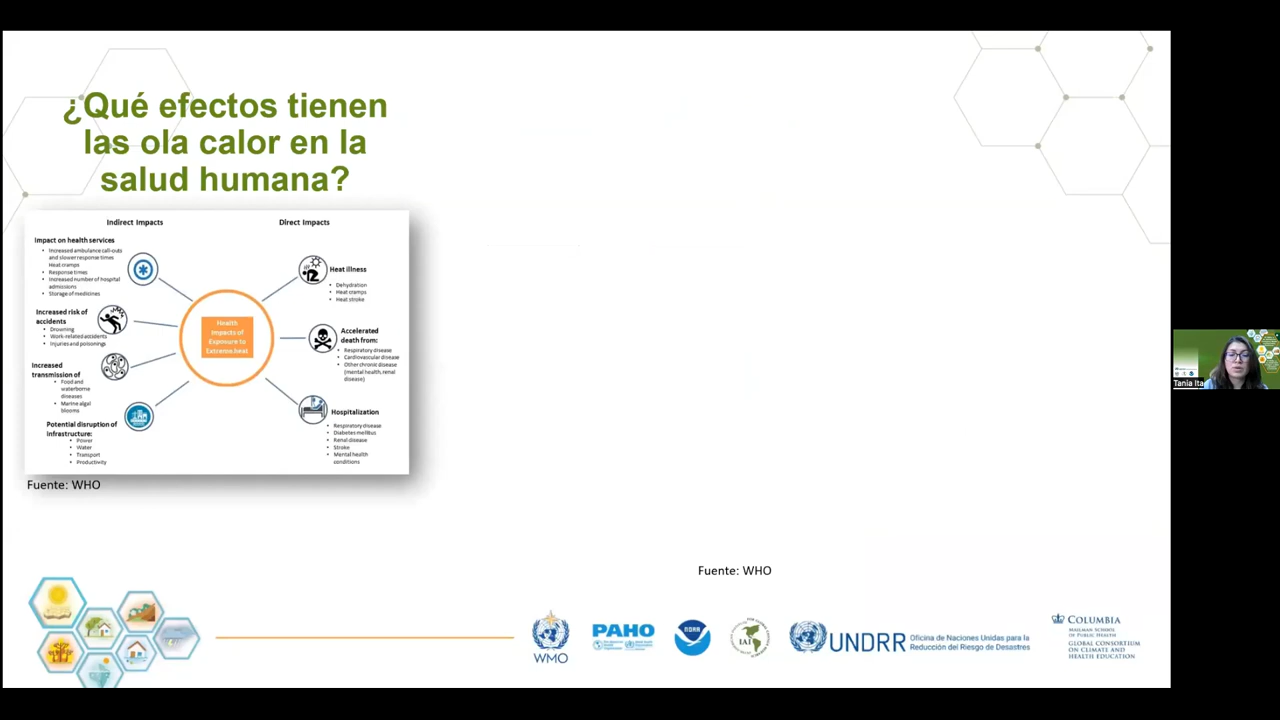 ¿Qué efectos tienen
las ola calor en la
salud humana?
Indirect Impacts
Direct Impacts
Impact on health services
• Increased ambulance call-outs
and slower response times
Heat cramps
• Response times
• Increased number of hospital
admissions
• Storage of medicines
Increased risk of
accidents
• Drowning
• Work-related accidents
• Injuries and poisonings
Increased
transmission of
• Food and
waterborne
diseases
• Marine algal
blooms
Potential disruption of
infrastructure:
• Power
• Water
• Transport
• Productivity
Health
Impacts of
Exposure to
Extreme heat
Heat illness
• Dehydration
• Heat cramps
• Heat stroke
Accelerated
death from:
• Respiratory disease
• Cardiovascular disease
• Other chronic disease
(mental health, renal
disease)
Hospitalization
• Respiratory disease
• Diabetes mellitus
• Renal disease
• Stroke
• Mental health
conditions
Fuente: WHO
Fuente: WHO
WMO
PAHO
NOAA
IAI
UNDRR
Oficina de Naciones Unidas para la
Reducción del Riesgo de Desastres
COLUMBIA
MAILMAN SCHOOL
OF PUBLIC HEALTH
GLOBAL CONSORTIUM
ON CLIMATE AND
HEALTH EDUCATION
Tania Ita